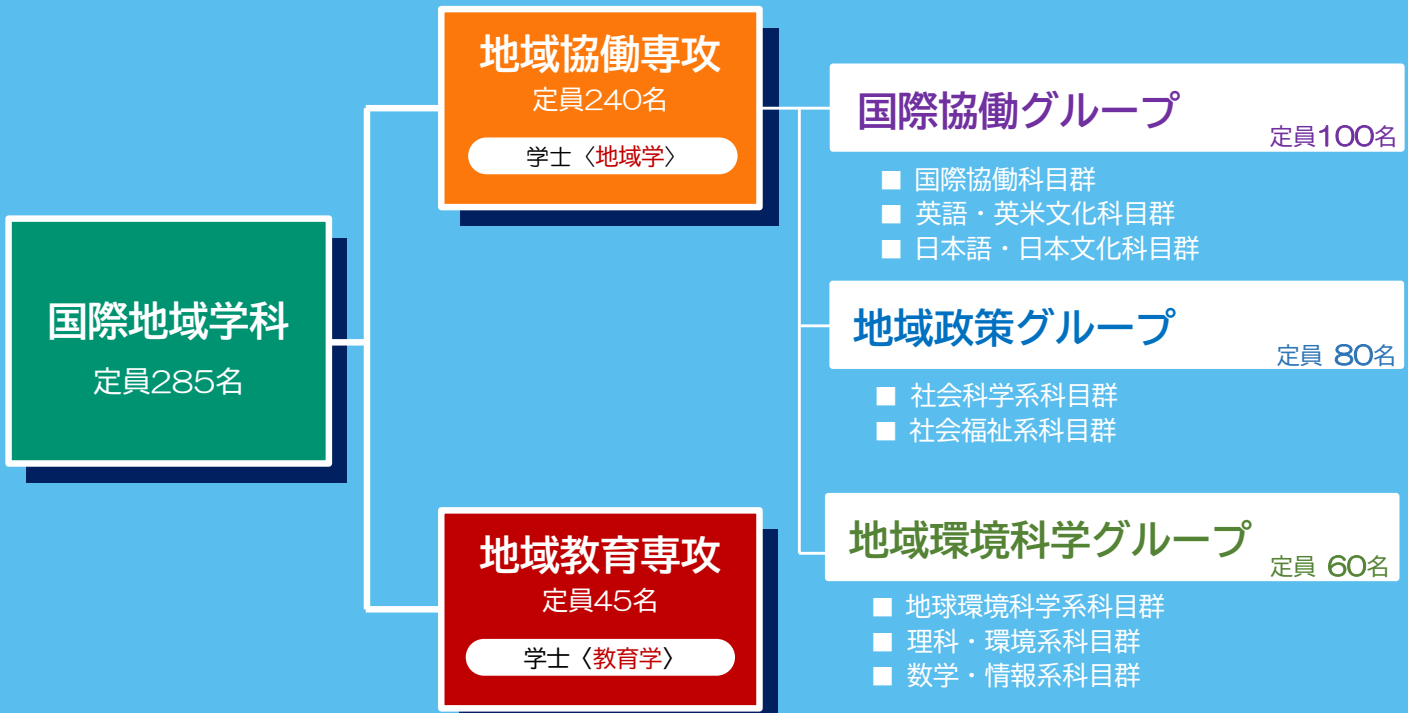 国際地域学科
定員285名
地域協働専攻
定員240名
学士〈地域学〉
地域教育専攻
定員45名
学士〈教育学〉
国際協働グループ
定員100名
■ 国際協働科目群
■ 英語・英米文化科目群
■ 日本語・日本文化科目群
地域政策グループ
定員 80名
■ 社会科学系科目群
■ 社会福祉系科目群
地域環境科学グループ
定員 60名
■ 地球環境科学系科目群
■ 理科・環境系科目群
■ 数学・情報系科目群